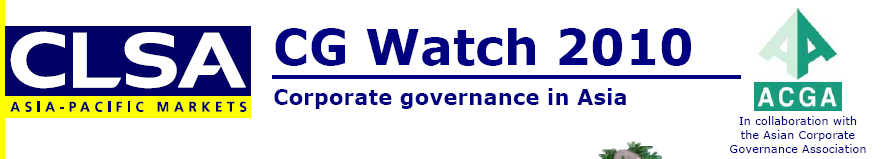 CLSA
ASIA-PACIFIC MARKETS
CG Watch 2010
Corporate governance in Asia
ACGA
In collaboration with
the Asian Corporate
Governance Association